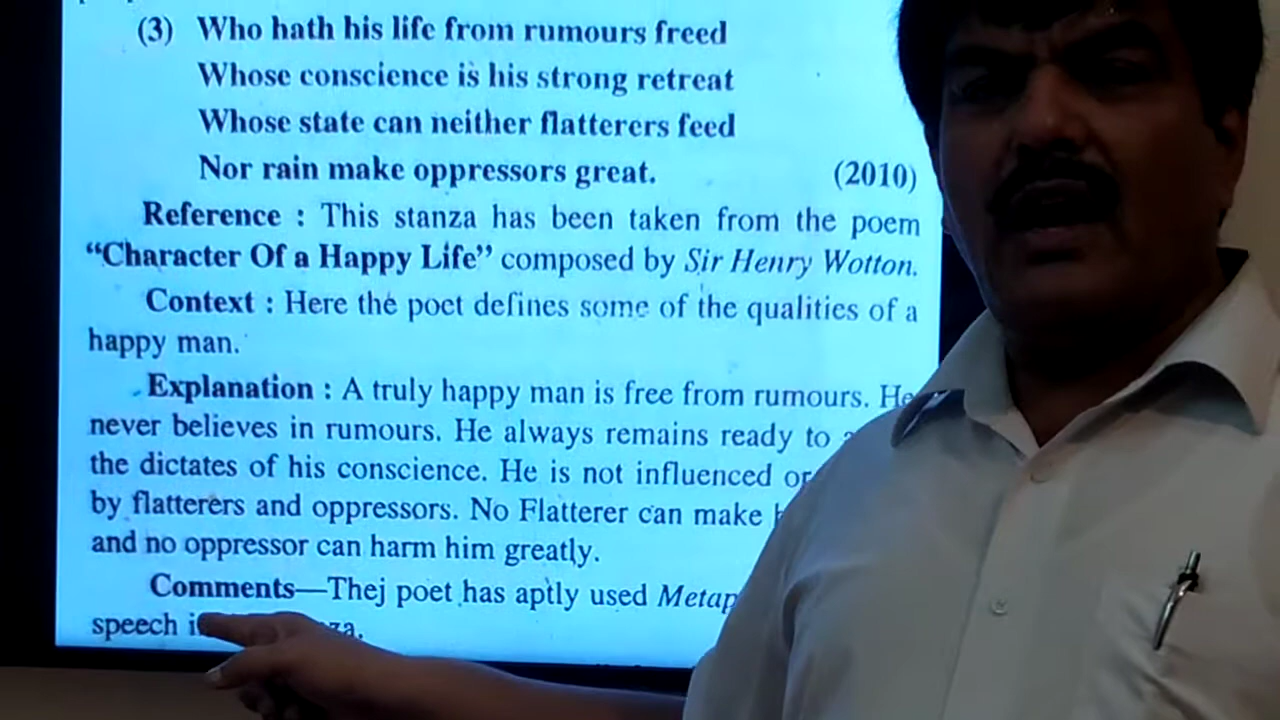 (3) Who hath his life from rumours freed
Whose conscience is his strong retreat
Whose state can neither flatterers feed
Nor rain make oppressors great. (2010)
Reference : This stanza has been taken from the poem
“Character Of a Happy Life” composed by Sir Henry Wotton.
Context : Here the poet defines some of the qualities of a
happy man.
Explanation : A truly happy man is free from rumours. He
never believes in rumours. He always remains ready to
the dictates of his conscience. He is not influenced or
by flatterers and oppressors. No Flatterer can make
and no oppressor can harm him greatly.
Comments—Thej poet has aptly used
speech